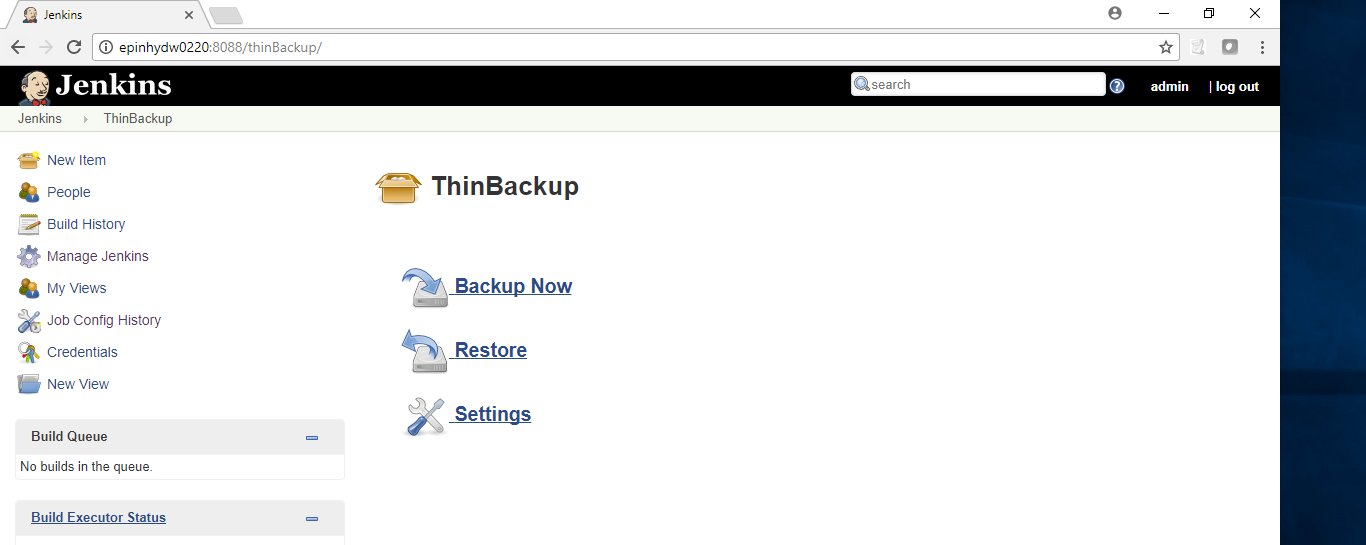 Jenkins
epinhydw0220:8088/thinBackup/
Jenkins
search
admin
| log out
Jenkins
ThinBackup
New Item
People
Build History
Manage Jenkins
My Views
Job Config History
Credentials
New View
Build Queue
No builds in the queue.
Build Executor Status
ThinBackup
Backup Now
Restore
Settings